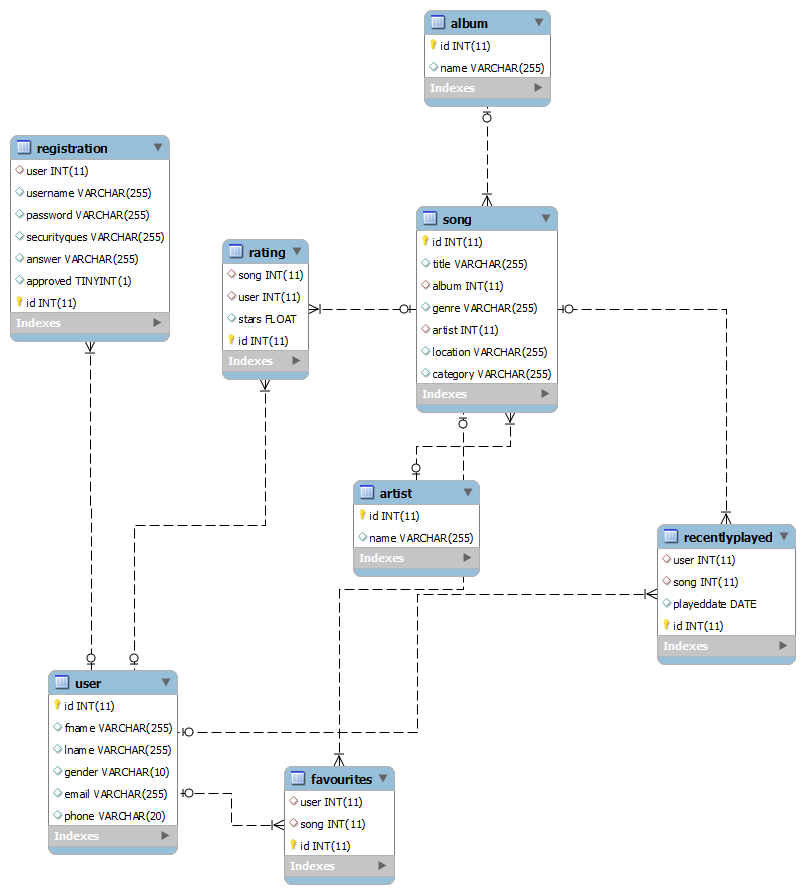 album
id INT(11)
name VARCHAR(255)
Indexes
registration
user INT(11)
username VARCHAR(255)
password VARCHAR(255)
securityques VARCHAR(255)
answer VARCHAR(255)
approved TINYINT(1)
id INT(11)
Indexes
rating
song INT(11)
user INT(11)
stars FLOAT
id INT(11)
Indexes
song
id INT(11)
title VARCHAR(255)
album INT(11)
genre VARCHAR(255)
artist INT(11)
location VARCHAR(255)
category VARCHAR(255)
Indexes
artist
id INT(11)
name VARCHAR(255)
Indexes
recentlyplayed
user INT(11)
song INT(11)
playeddate DATE
id INT(11)
Indexes
user
id INT(11)
fname VARCHAR(255)
lname VARCHAR(255)
gender VARCHAR(10)
email VARCHAR(255)
phone VARCHAR(20)
Indexes
favourites
user INT(11)
song INT(11)
id INT(11)
Indexes